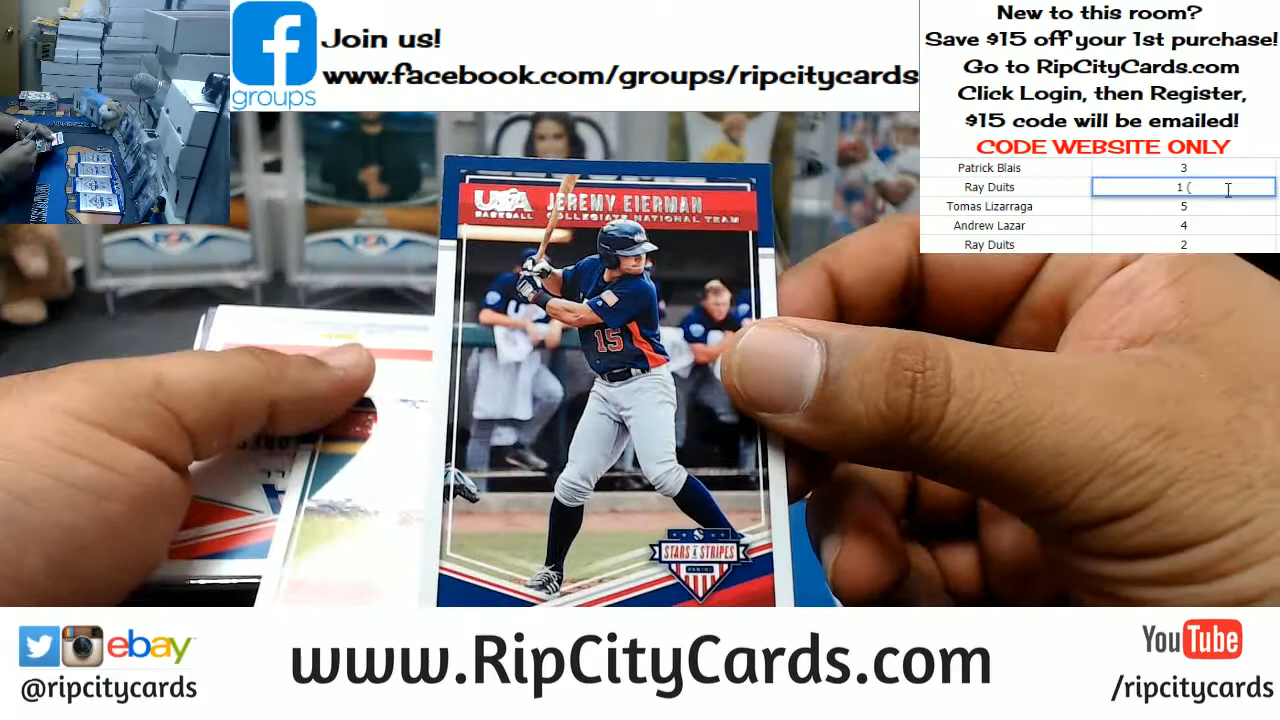 Join us!
www.facebook.com/groups/ripcitycards
groups
New to this room?
Save $15 off your 1st purchase!
Go to RipCityCards.com
Click Login, then Register,
$15 code will be emailed!
CODE WEBSITE ONLY
Patrick Blais 3
Ray Duits 1 (
Tomas Lizarraga 5
Andrew Lazar 4
Ray Duits 2
USA JEREMY EIERMAN
BASEBALL COLLEGIATE NATIONAL TEAM
15
STARS & STRIPES
PANINI
ebay
@ripcitycards
www.RipCityCards.com
YouTube
/ripcitycards